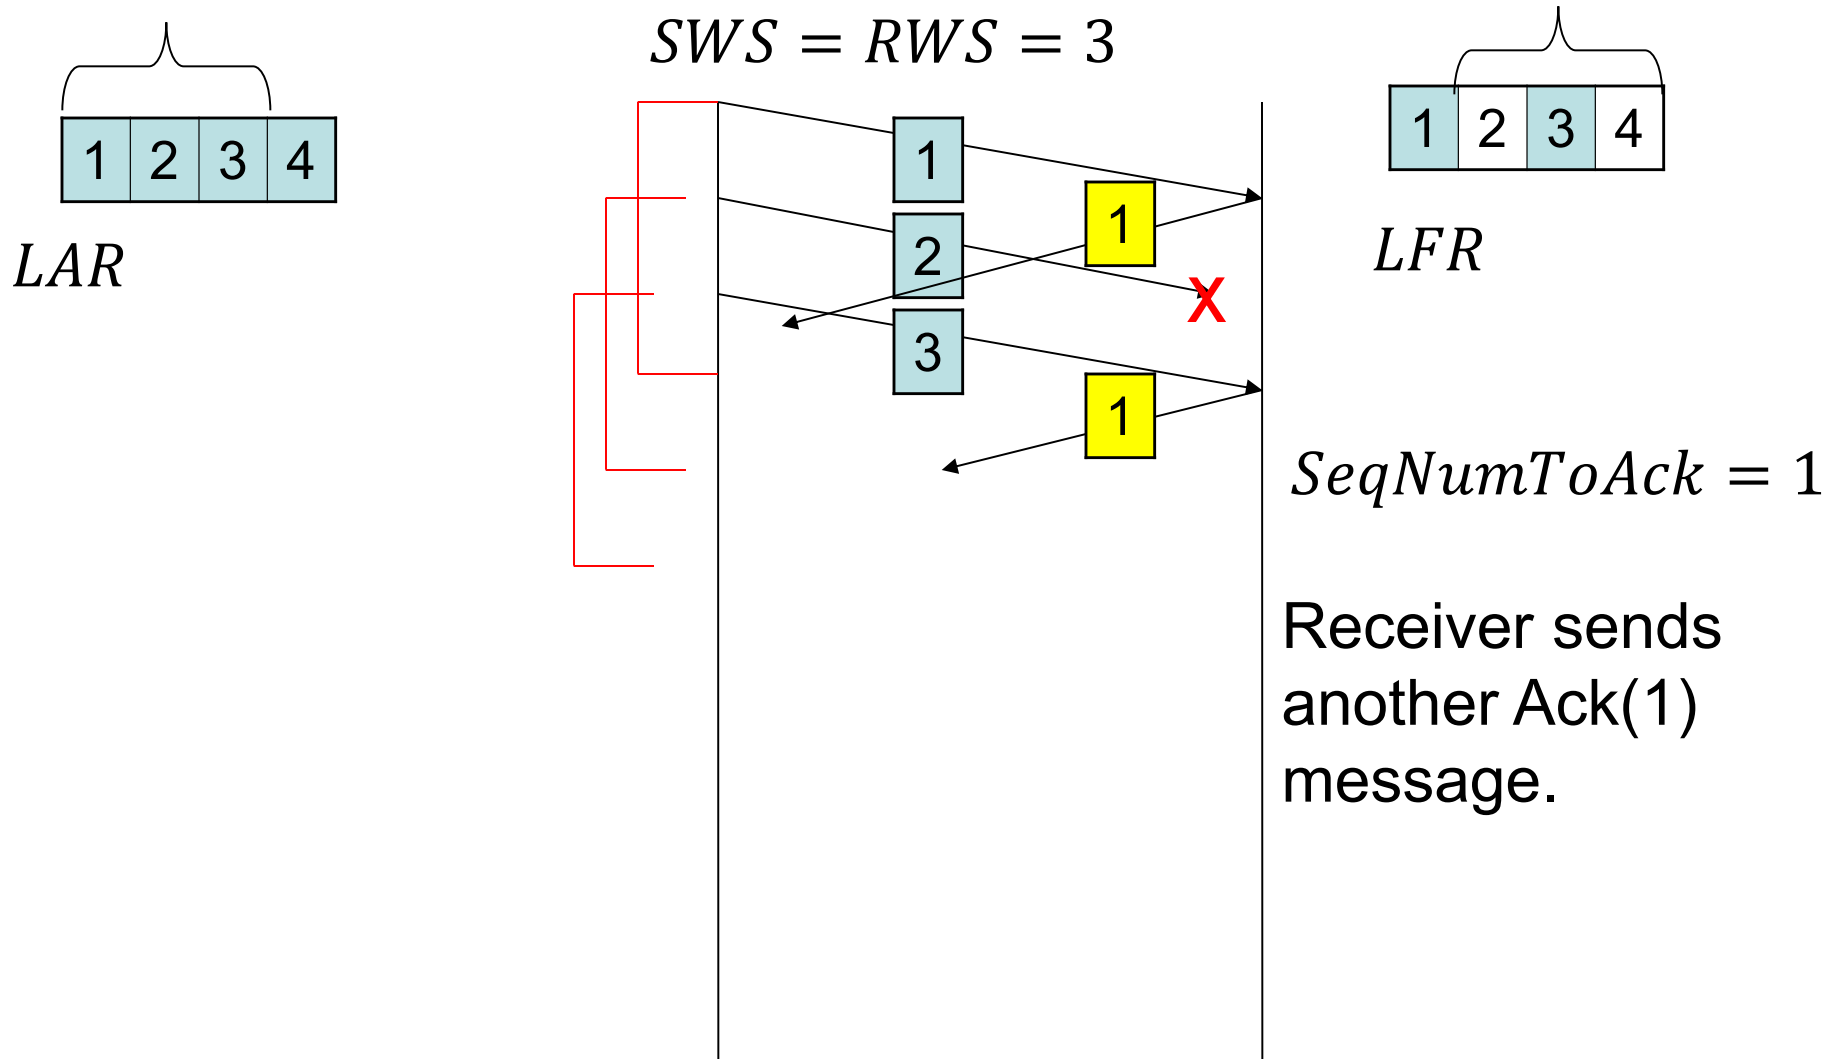 SWS = RWS = 3
1 2 3 4
LAR
1 2 3 4
LFR
1
1
2
X
3
1
SeqNumToAck = 1
Receiver sends
another Ack(1)
message.